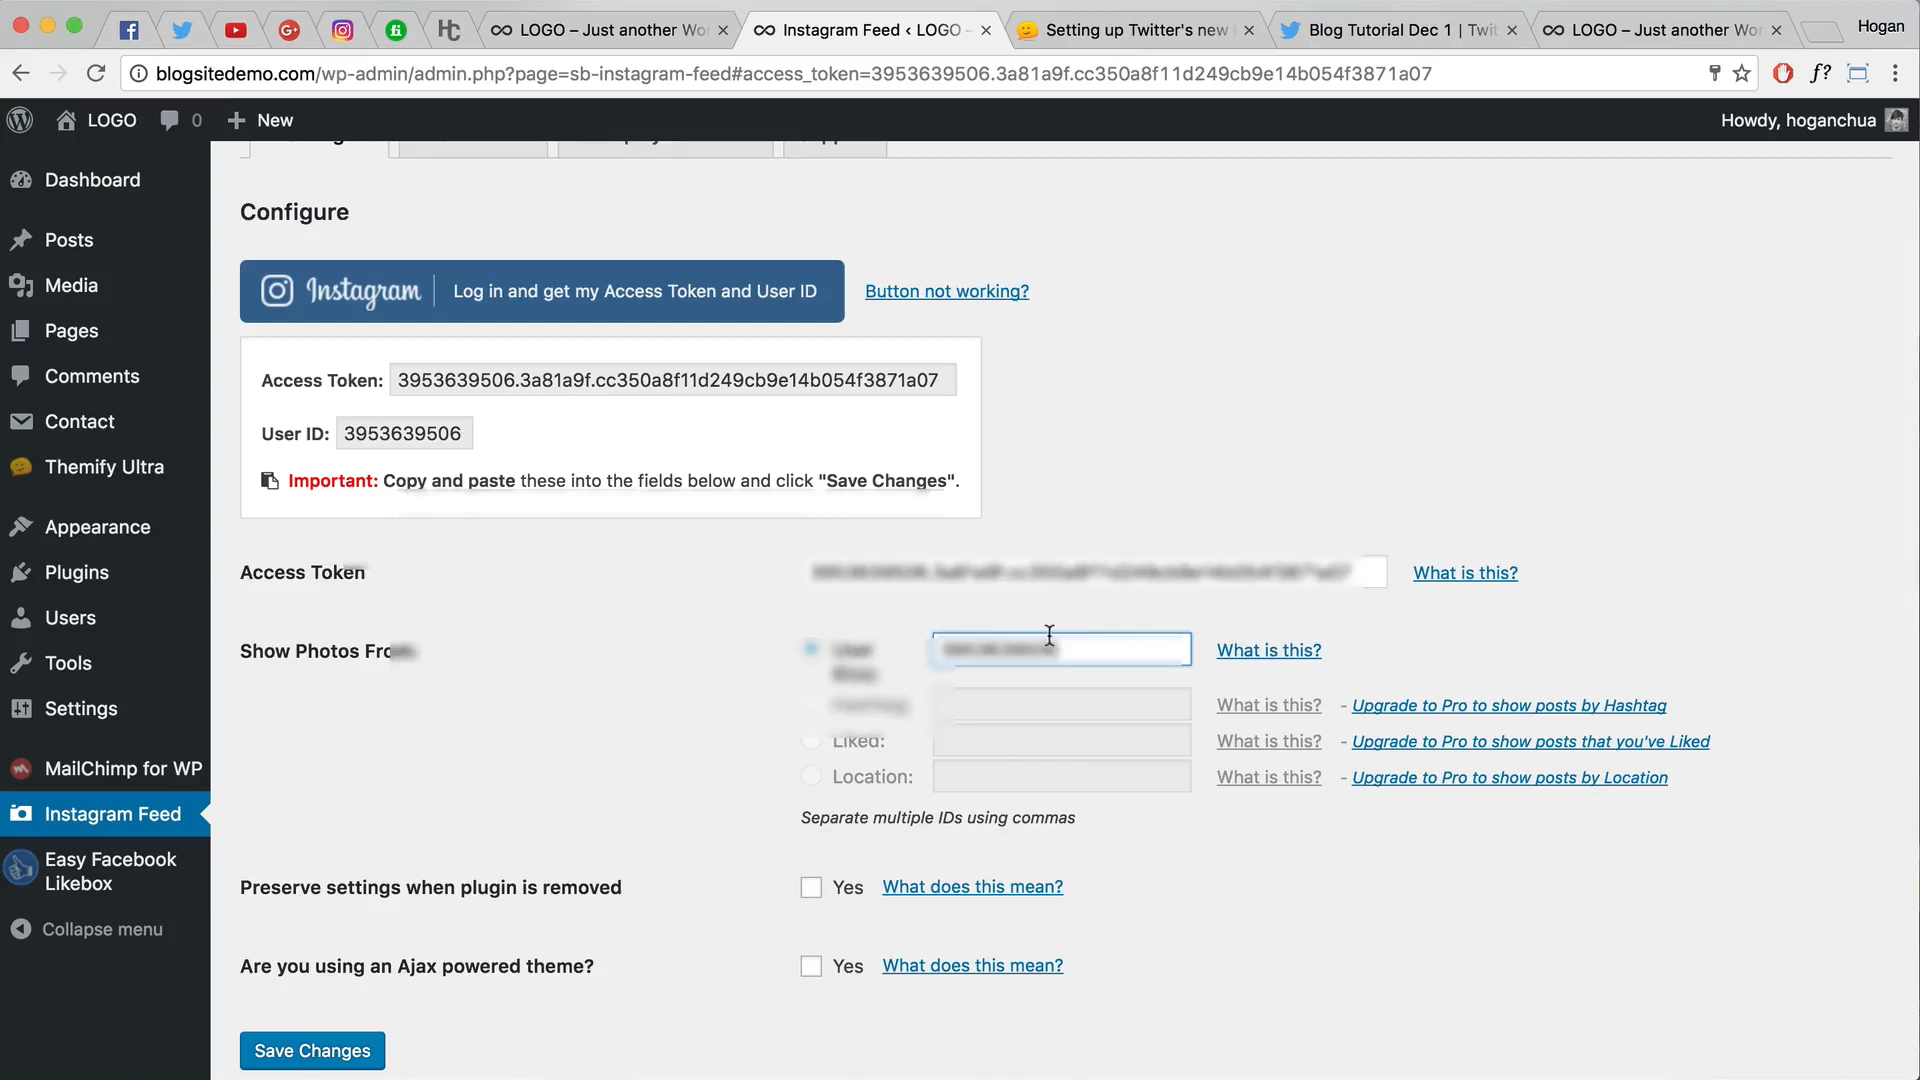 LOGO – Just another Wo
Instagram Feed ‹ LOGO –
Setting up Twitter's new
Blog Tutorial Dec 1 | Twit
LOGO – Just another Wor
Hogan
blogsitedemo.com/wp-admin/admin.php?page=sb-instagram-feed#access_token=3953639506.3a81a9f.cc350a8f11d249cb9e14b054f3871a07
f?
LOGO
0
New
Howdy, hoganchua
Dashboard
Posts
Media
Pages
Comments
Contact
Themify Ultra
Appearance
Plugins
Users
Tools
Settings
MailChimp for WP
Instagram Feed
Easy Facebook
Likebox
Collapse menu
Configure
Instagram
Log in and get my Access Token and User ID
Button not working?
Access Token: 3953639506.3a81a9f.cc350a8f11d249cb9e14b054f3871a07
User ID: 3953639506
Important: Copy and paste these into the fields below and click "Save Changes".
Access Token
What is this?
Show Photos
What is this?
What is this? - Upgrade to Pro to show posts by Hashtag
Liked: What is this? - Upgrade to Pro to show posts that you've Liked
Location: What is this? - Upgrade to Pro to show posts by Location
Separate multiple IDs using commas
Preserve settings when plugin is removed
Yes What does this mean?
Are you using an Ajax powered theme?
Yes What does this mean?
Save Changes